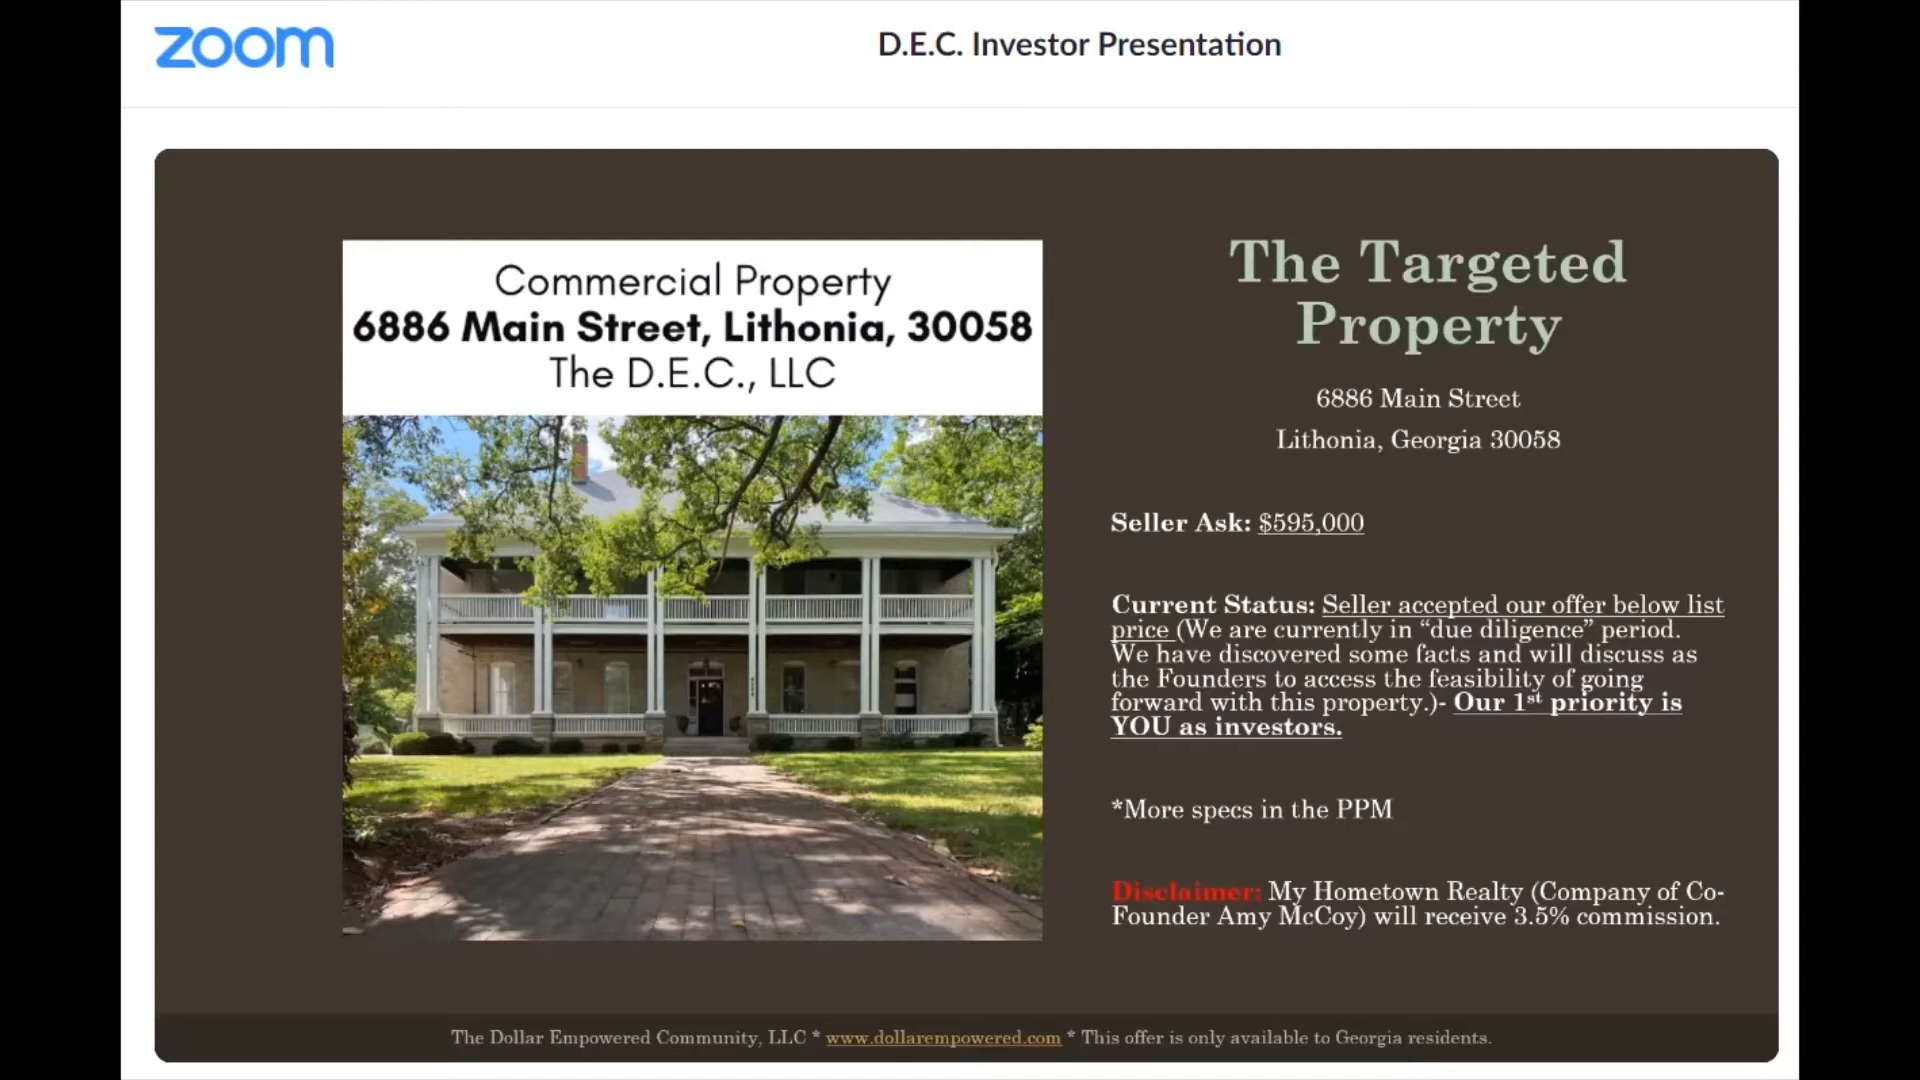 zoom
D.E.C. Investor Presentation
Commercial Property
6886 Main Street, Lithonia, 30058
The D.E.C., LLC
The Targeted
Property
6886 Main Street
Lithonia, Georgia 30058
Seller Ask: $595,000
Current Status: Seller accepted our offer below list
price (We are currently in “due diligence” period.
We have discovered some facts and will discuss as
the Founders to access the feasibility of going
forward with this property.)- Our 1st priority is
YOU as investors.
*More specs in the PPM
Disclaimer: My Hometown Realty (Company of Co-
Founder Amy McCoy) will receive 3.5% commission.
The Dollar Empowered Community, LLC * www.dollarempowered.com * This offer is only available to Georgia residents.